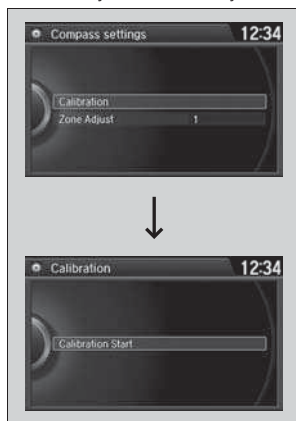 Compass settings 12:34
Calibration
Zone Adjust 1
Calibration 12:34
Calibration Start